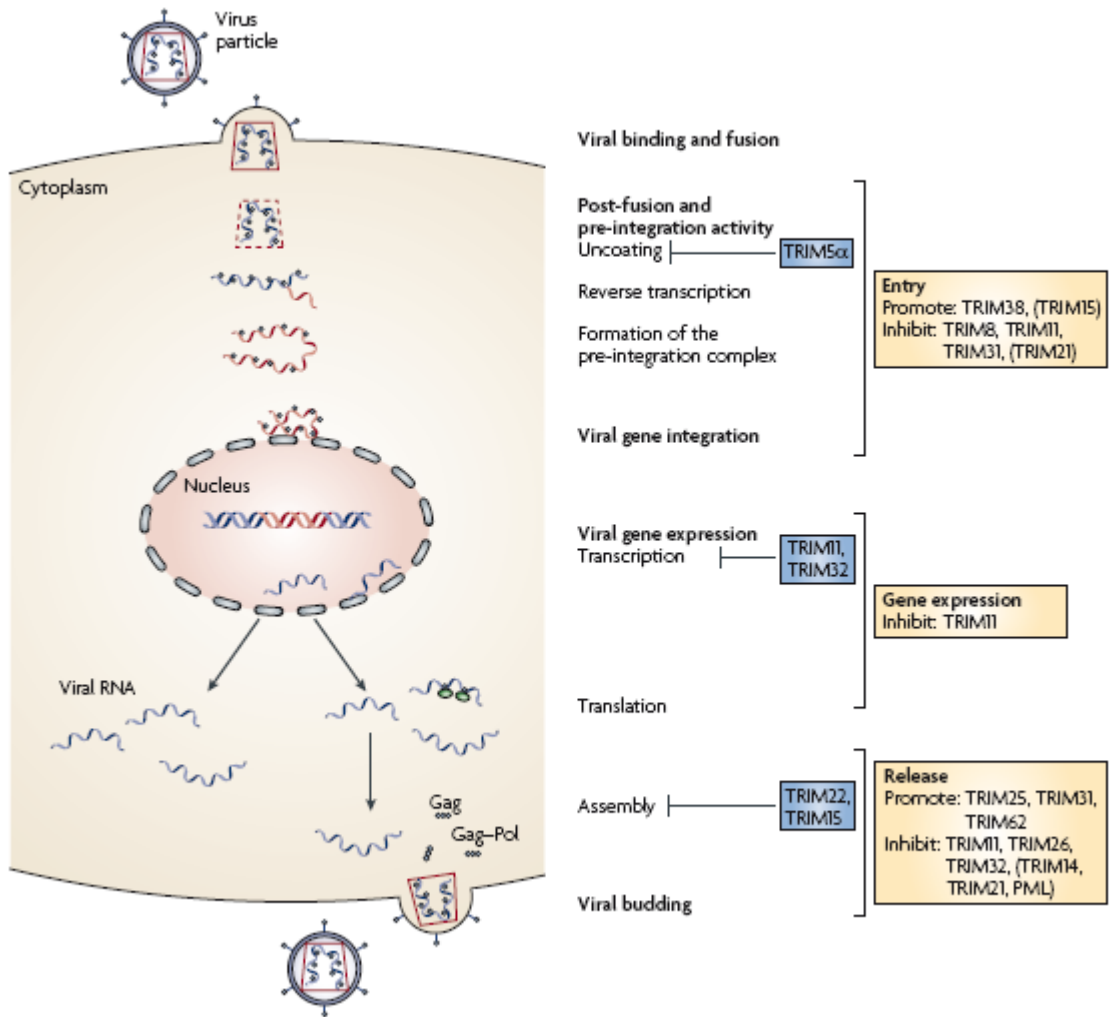 Virus
particle
Cytoplasm
Nucleus
Viral RNA
Gag
Gag–Pol
Viral binding and fusion
Post-fusion and
pre-integration activity
Uncoating
TRIM5α
Reverse transcription
Formation of the
pre-integration complex
Viral gene integration
Entry
Promote: TRIM38, (TRIM15)
Inhibit: TRIM8, TRIM11,
TRIM31, (TRIM21)
Viral gene expression
Transcription
TRIM11,
TRIM32
Gene expression
Inhibit: TRIM11
Translation
Assembly
TRIM22,
TRIM15
Viral budding
Release
Promote: TRIM25, TRIM31,
TRIM62
Inhibit: TRIM11, TRIM26,
TRIM32, (TRIM14,
TRIM21, PML)